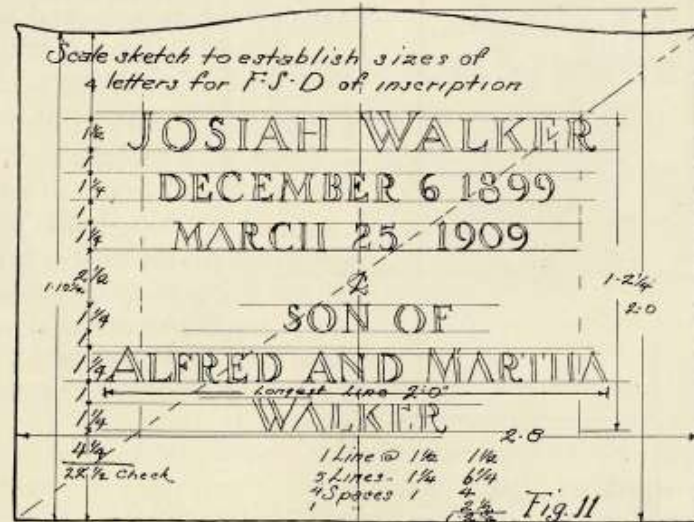 Scale sketch to establish sizes of
letters for F·S·D of inscription
4
1½
JOSIAH WALKER
1
1¼
DECEMBER 6 1899
1
1¼
MARCH 25 1909
2½
℄
1-2¼
2:0
1¼
SON OF
1
1¼
ALFRED AND MARTHA
1
Longest Line 2'0"
1¼
WALKER
2-8
4¼
22½ Check
1 Line @ 1½ 1½
5 Lines - 1¼ 6¼
4 Spaces 1 4
1 " 2½
Fig. 11